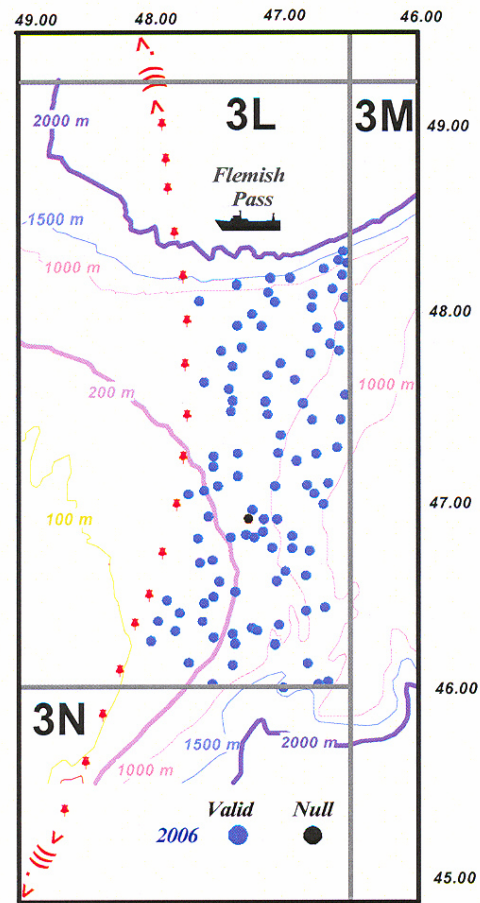 49.00 48.00 47.00 46.00
2000 m
3L
3M
49.00
Flemish
Pass
1500 m
1000 m
48.00
200 m
1000 m
47.00
100 m
46.00
3N
1500 m
2000 m
1000 m
Valid Null
2006
45.00